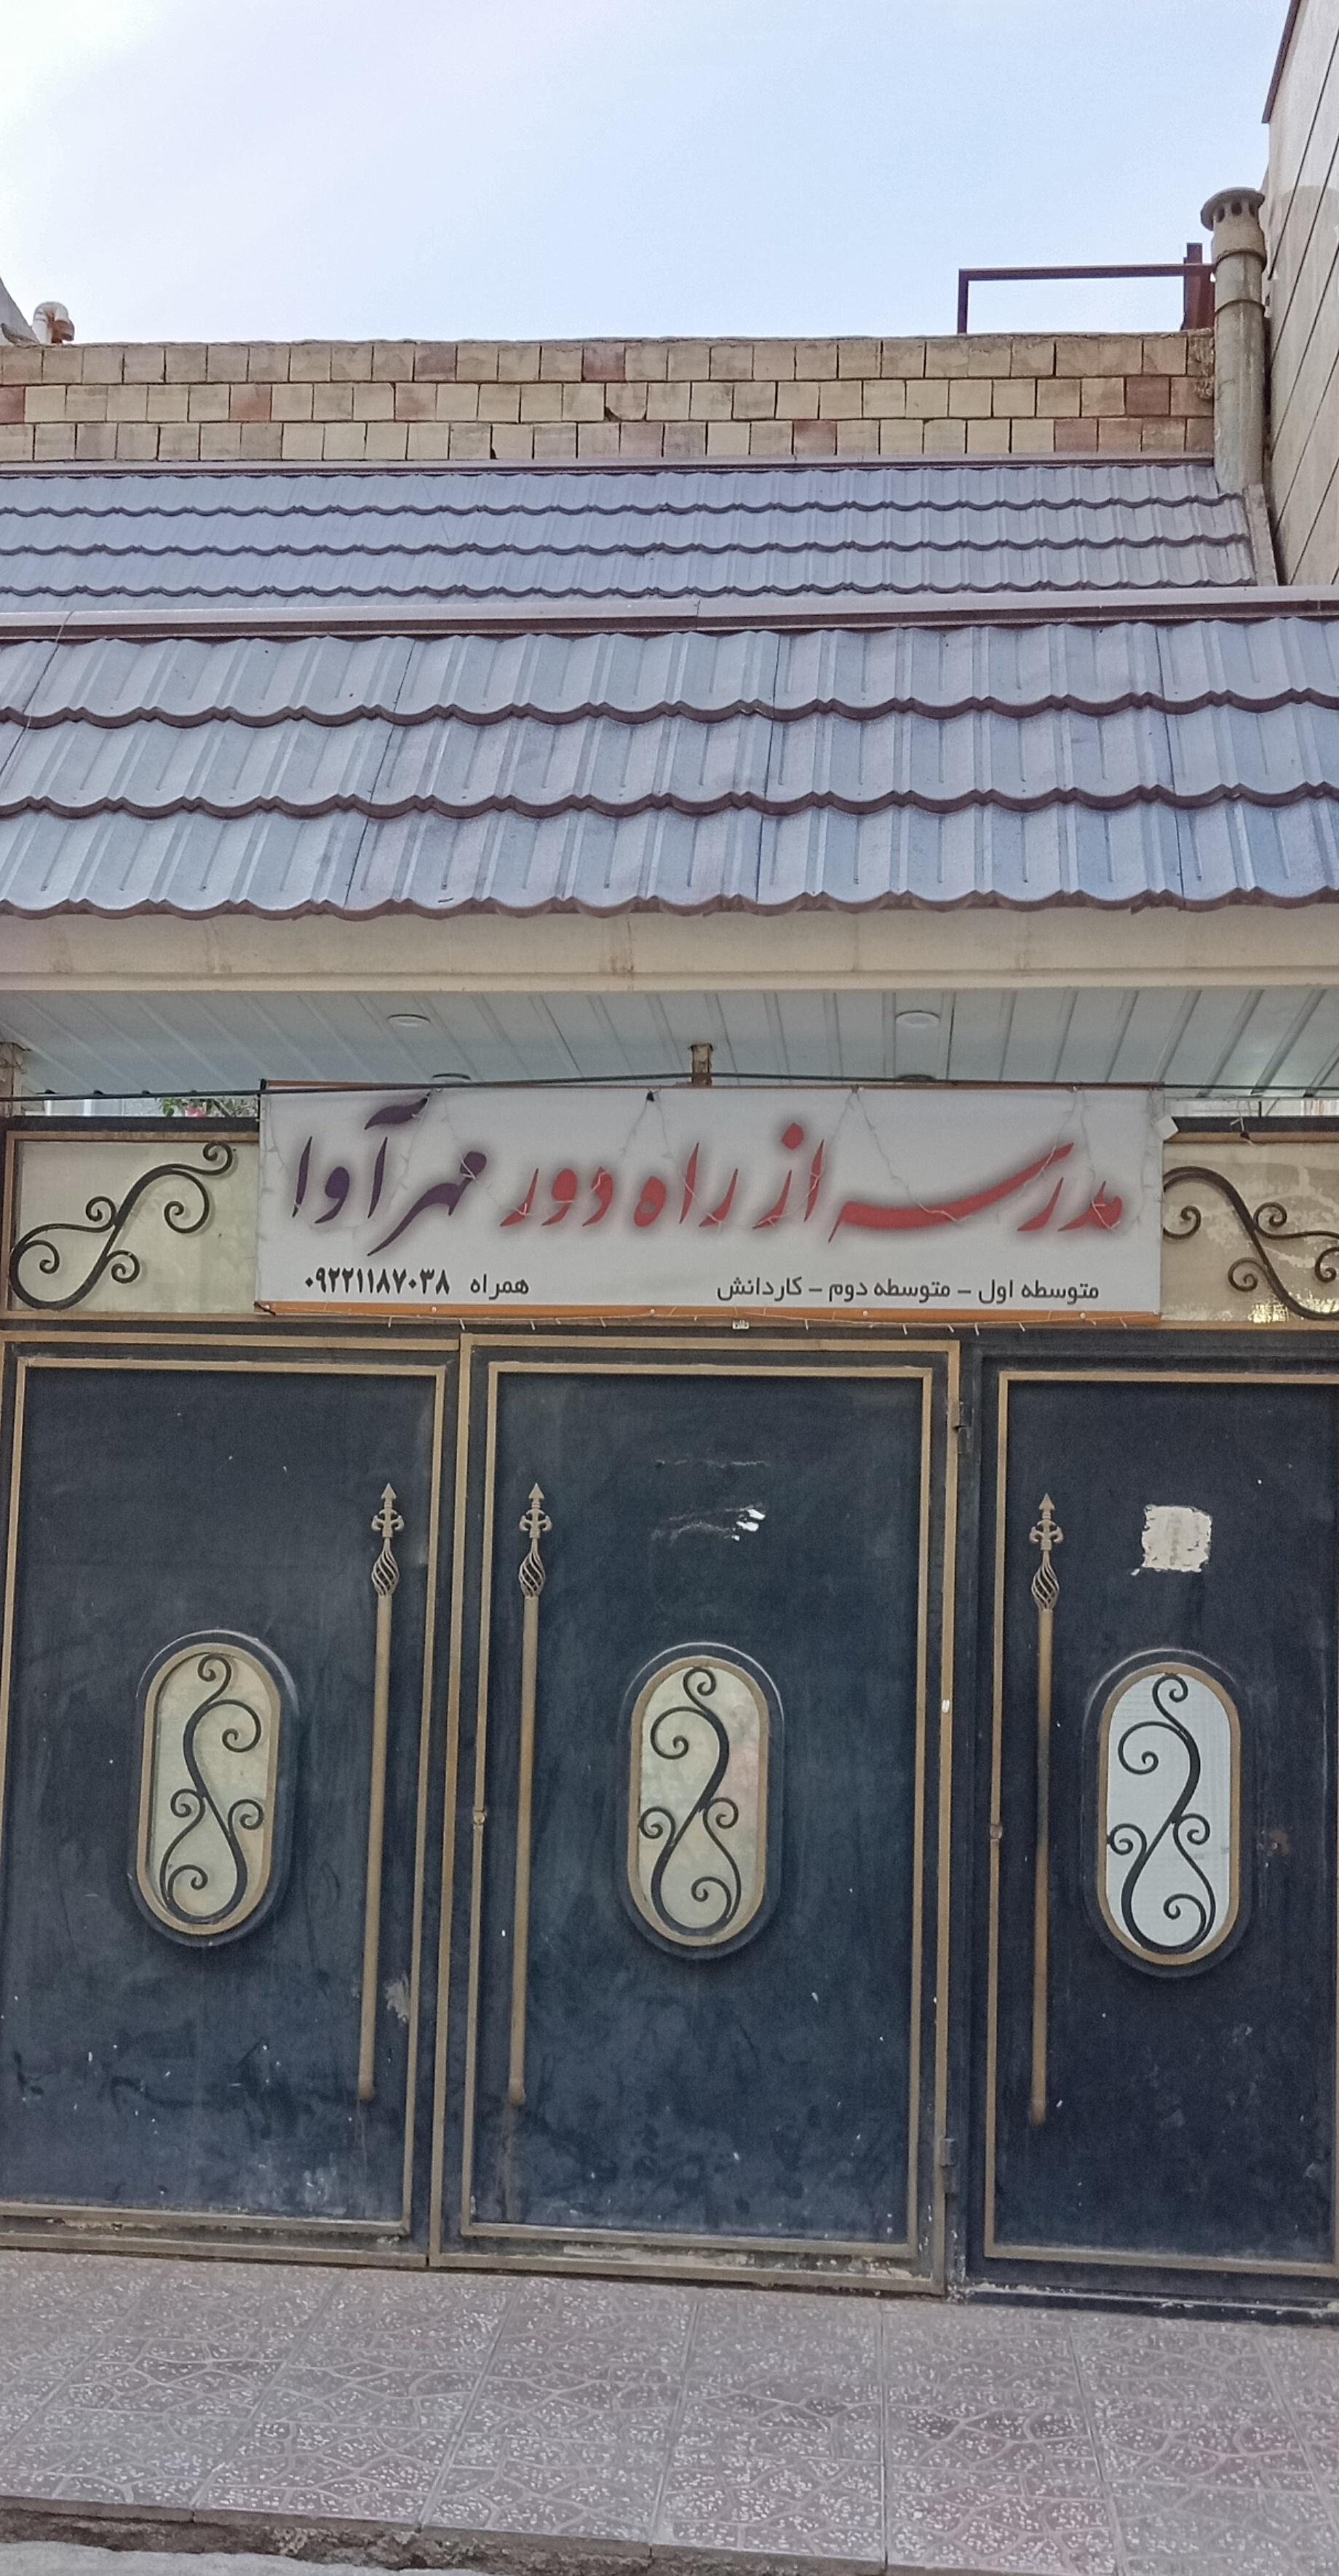 مدرسه از راه دور مهرآوا
متوسطه اول - متوسطه دوم - کاردانش همراه ۰۹۲۲۱۱۸۷۰۳۸